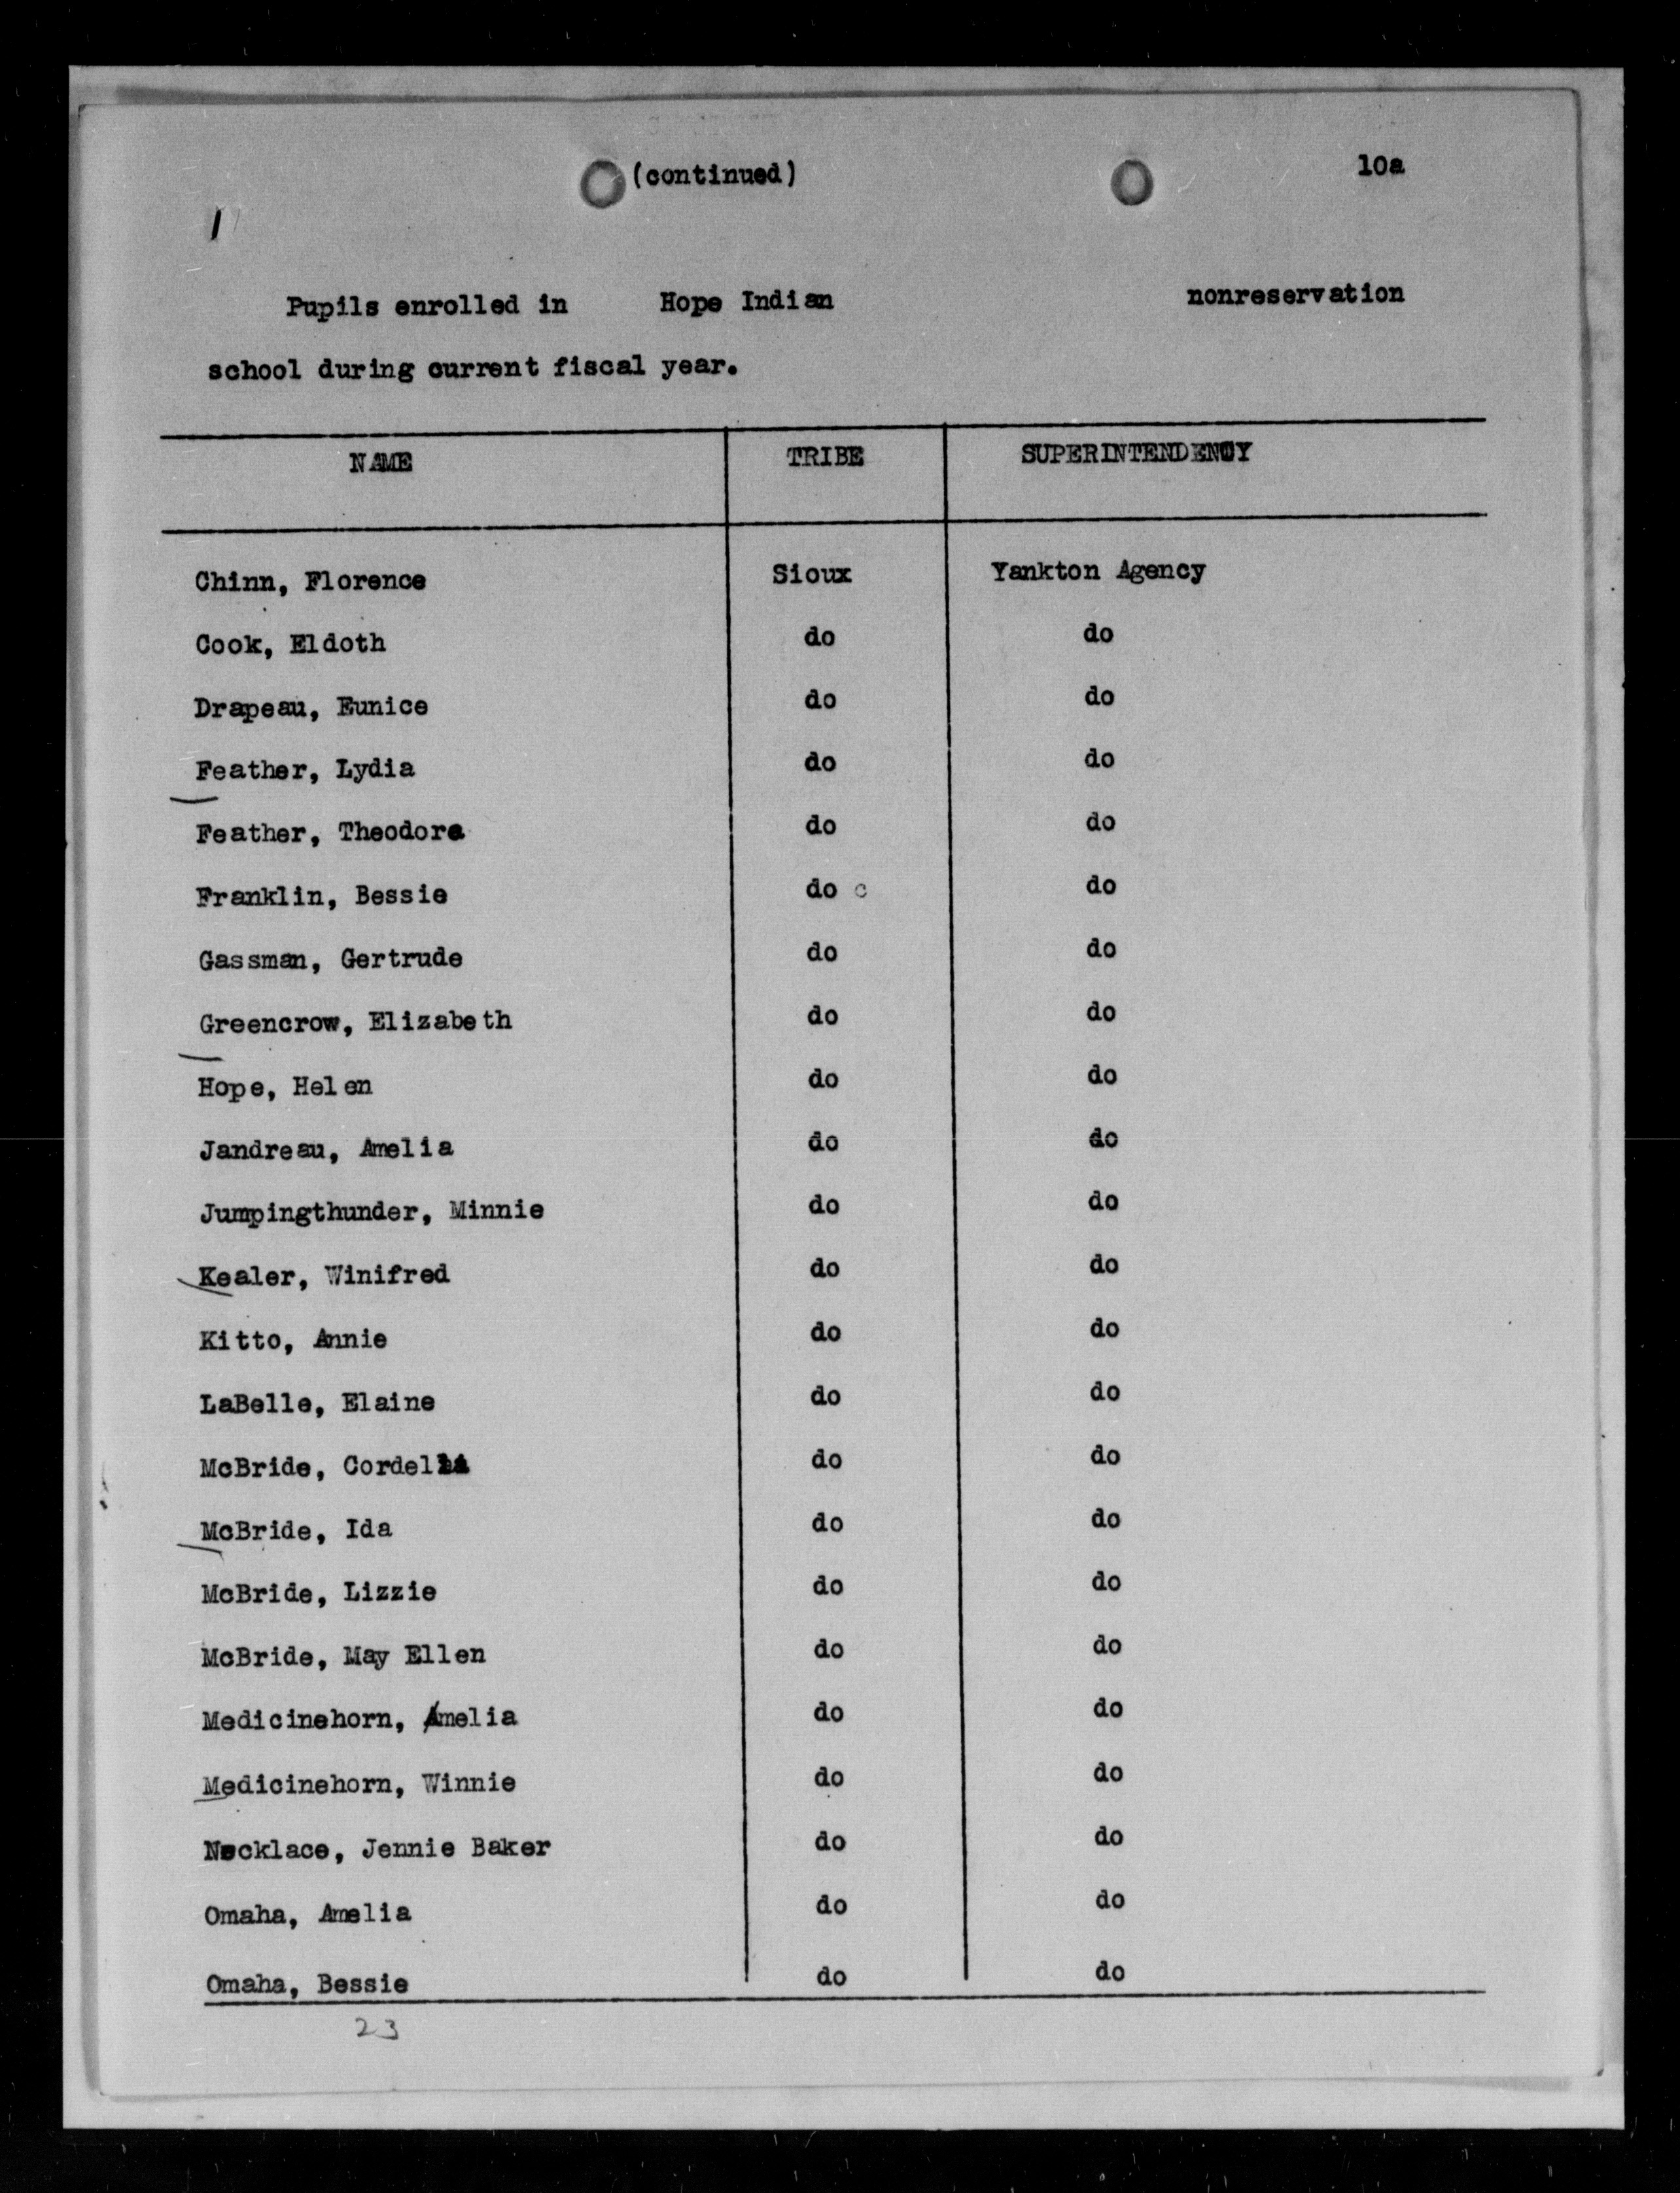 (continued) 10a
Pupils enrolled in Hope Indian nonreservation
school during current fiscal year.
NAME TRIBE SUPERINTENDENCY
Chinn, Florence Sioux Yankton Agency
Cook, Eldoth do do
Drapeau, Eunice do do
Feather, Lydia do do
Feather, Theodora do do
Franklin, Bessie do c do
Gassman, Gertrude do do
Greencrow, Elizabeth do do
Hope, Helen do do
Jandreau, Amelia do do
Jumpingthunder, Minnie do do
Kealer, Winifred do do
Kitto, Annie do do
LaBelle, Elaine do do
McBride, do do
McBride, Ida do do
McBride, Lizzie do do
McBride, May Ellen do do
Medicinehorn, Amelia do do
Medicinehorn, Winnie do do
Necklace, Jennie Baker do do
Omaha, Amelia do do
Omaha, Bessie do do
23